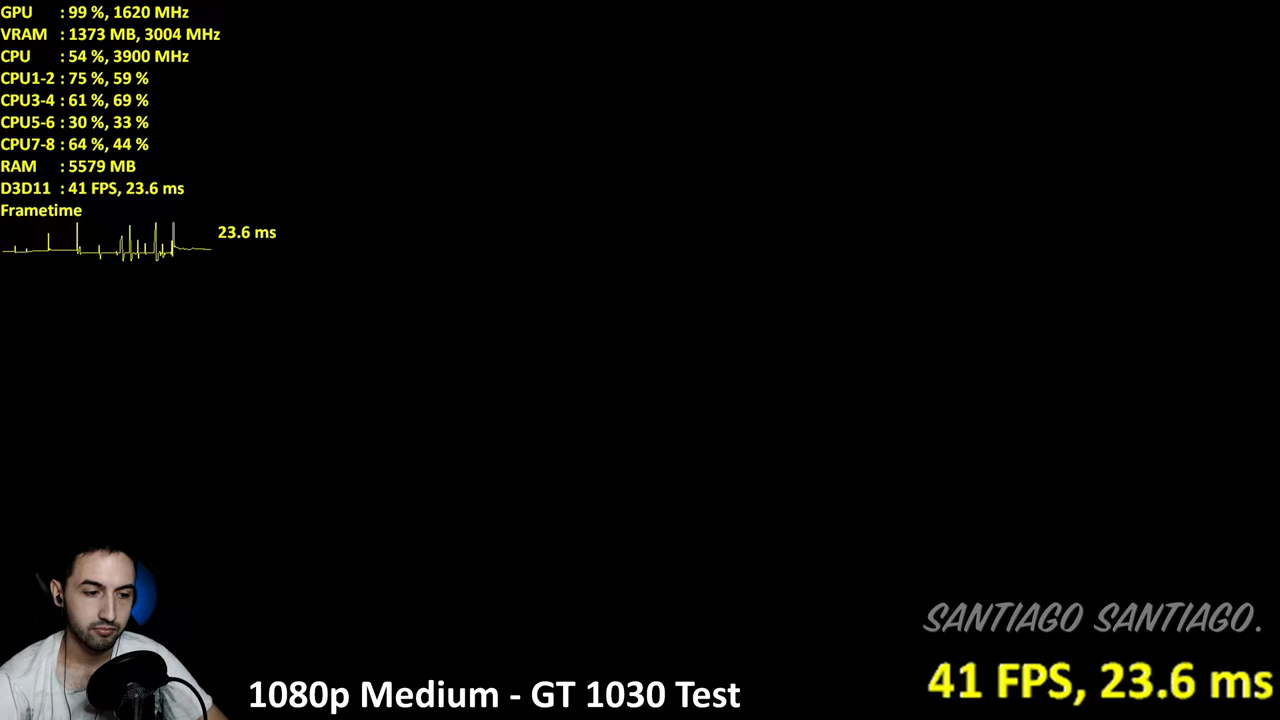 GPU : 99 %, 1620 MHz
VRAM : 1373 MB, 3004 MHz
CPU : 54 %, 3900 MHz
CPU1-2 : 75 %, 59 %
CPU3-4 : 61 %, 69 %
CPU5-6 : 30 %, 33 %
CPU7-8 : 64 %, 44 %
RAM : 5579 MB
D3D11 : 41 FPS, 23.6 ms
Frametime
23.6 ms
SANTIAGO SANTIAGO.
41 FPS, 23.6 ms
1080p Medium - GT 1030 Test